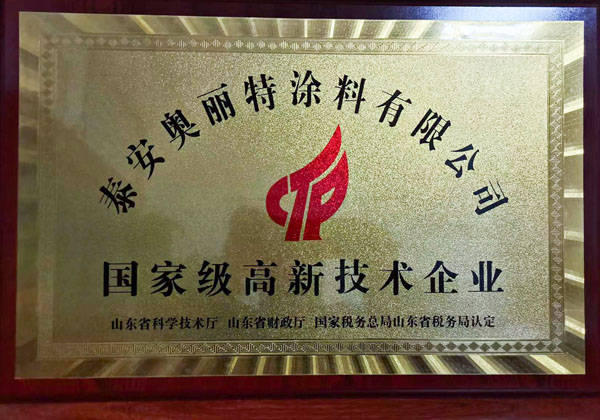 泰安奥丽特涂料有限公司
CTP
国家级高新技术企业
山东省科学技术厅 山东省财政厅 国家税务总局山东省税务局认定